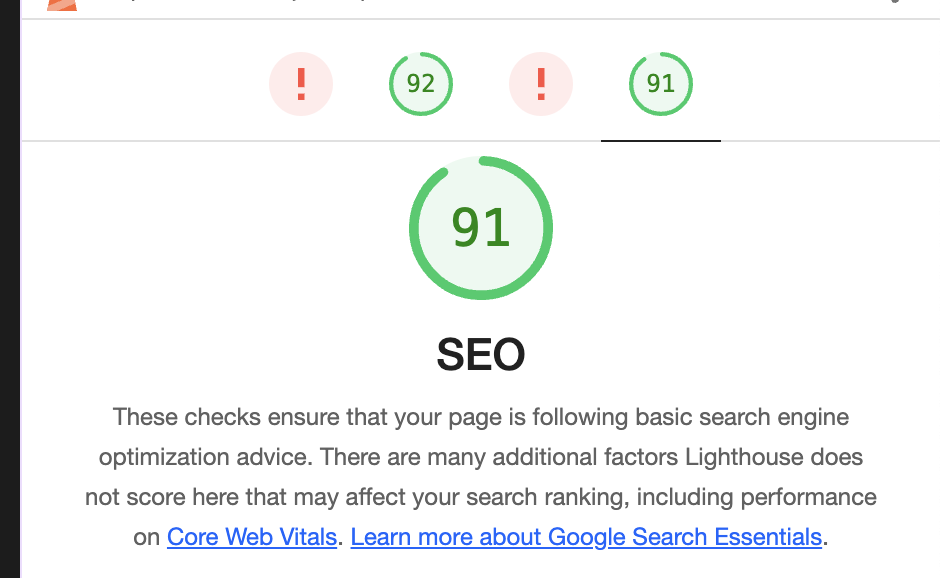 !
92
!
91
91
SEO
These checks ensure that your page is following basic search engine
optimization advice. There are many additional factors Lighthouse does
not score here that may affect your search ranking, including performance
on Core Web Vitals. Learn more about Google Search Essentials.